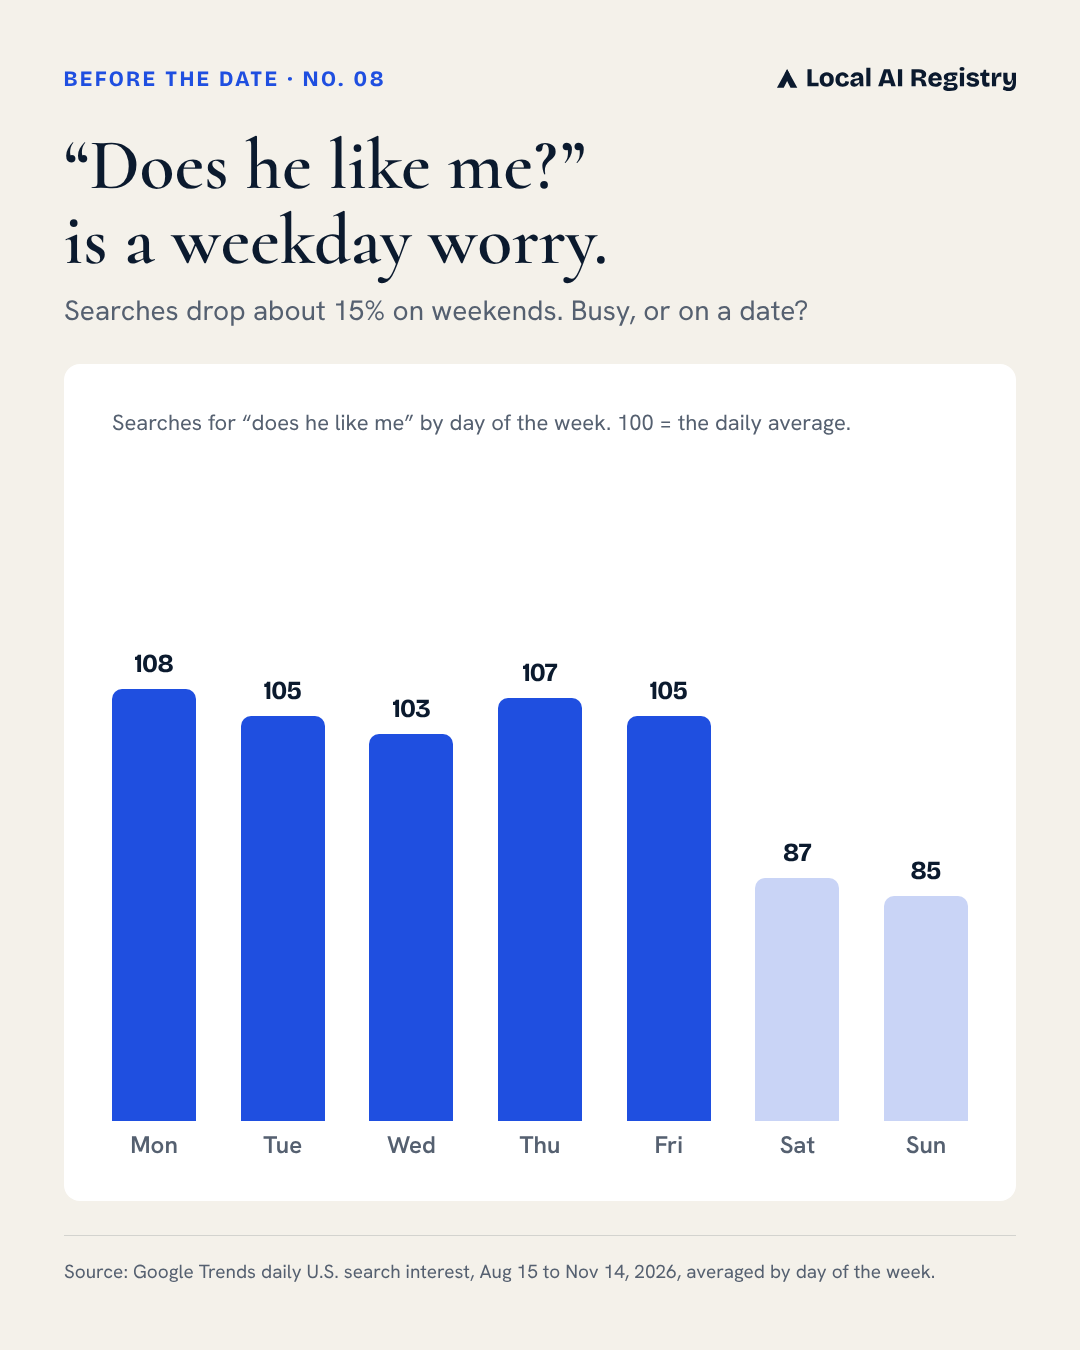 BEFORE THE DATE · NO. 08
Local AI Registry
“Does he like me?”
is a weekday worry.
Searches drop about 15% on weekends. Busy, or on a date?
Searches for “does he like me” by day of the week. 100 = the daily average.
108
105
103
107
105
87
85
Mon
Tue
Wed
Thu
Fri
Sat
Sun
Source: Google Trends daily U.S. search interest, Aug 15 to Nov 14, 2026, averaged by day of the week.